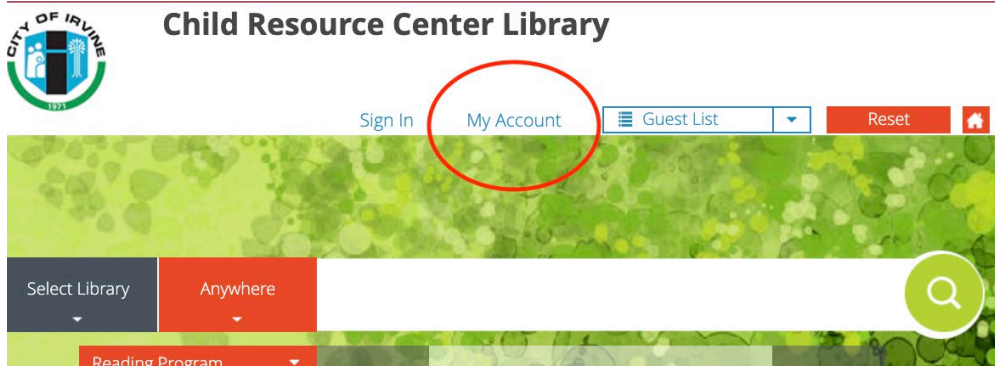 CITY OF IRVINE
1971
Child Resource Center Library
Sign In My Account Guest List Reset
Select Library Anywhere
Reading Program